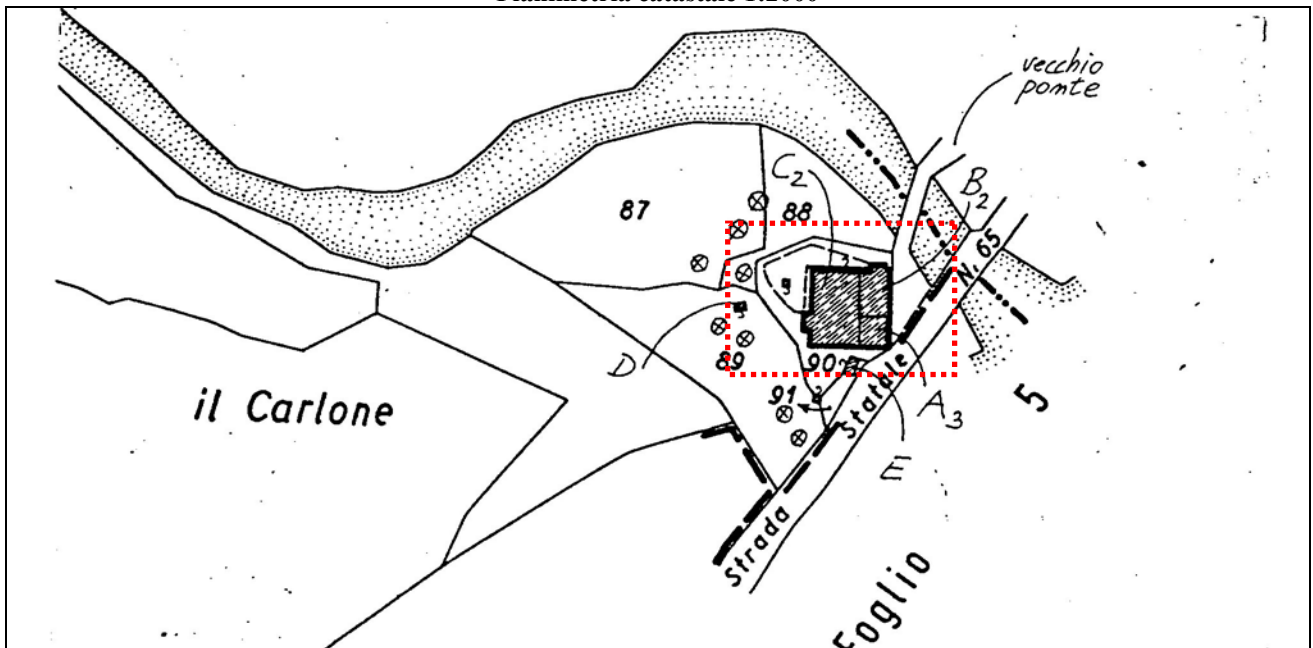 Planimetria catastale 1:2000
vecchio
ponte
C2
B2
87
88
N. 65
D
89
90
91
A3
il Carlone
Statale
E
5
Strada
Foglio